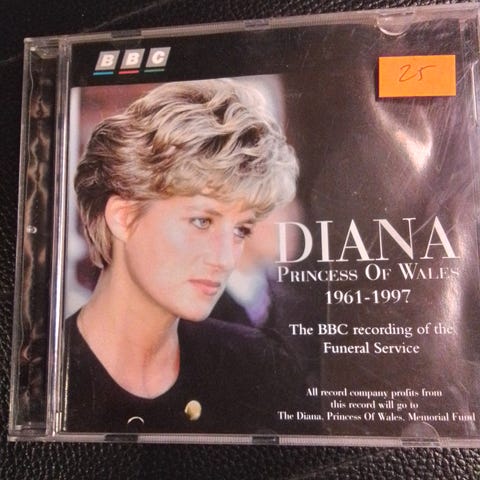 BBC
25
DIANA
PRINCESS OF WALES
1961-1997
The BBC recording of the
Funeral Service
All record company profits from
this record will go to
The Diana, Princess Of Wales, Memorial Fund